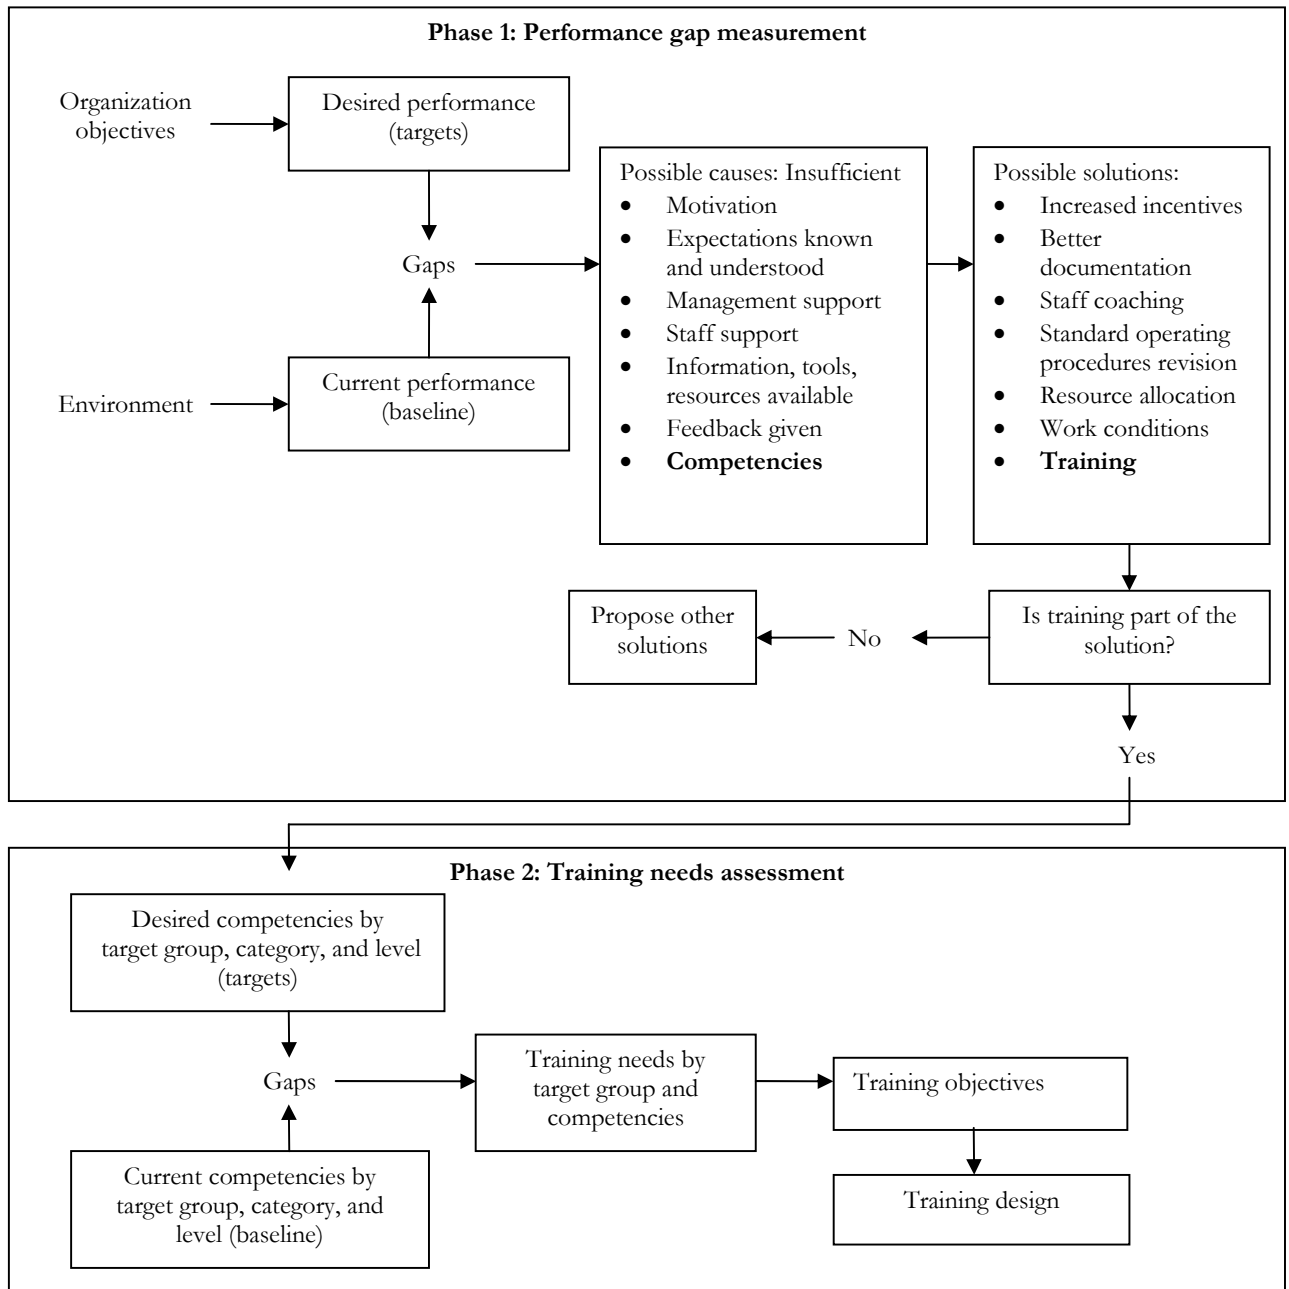 Phase 1: Performance gap measurement
Organization
objectives
Desired performance
(targets)
Gaps
Environment
Current performance
(baseline)
Possible causes: Insufficient
• Motivation
• Expectations known
and understood
• Management support
• Staff support
• Information, tools,
resources available
• Feedback given
• Competencies
Possible solutions:
• Increased incentives
• Better
documentation
• Staff coaching
• Standard operating
procedures revision
• Resource allocation
• Work conditions
• Training
Is training part of the
solution?
No
Propose other
solutions
Yes
Phase 2: Training needs assessment
Desired competencies by
target group, category, and level
(targets)
Gaps
Current competencies by
target group, category, and
level (baseline)
Training needs by
target group and
competencies
Training objectives
Training design